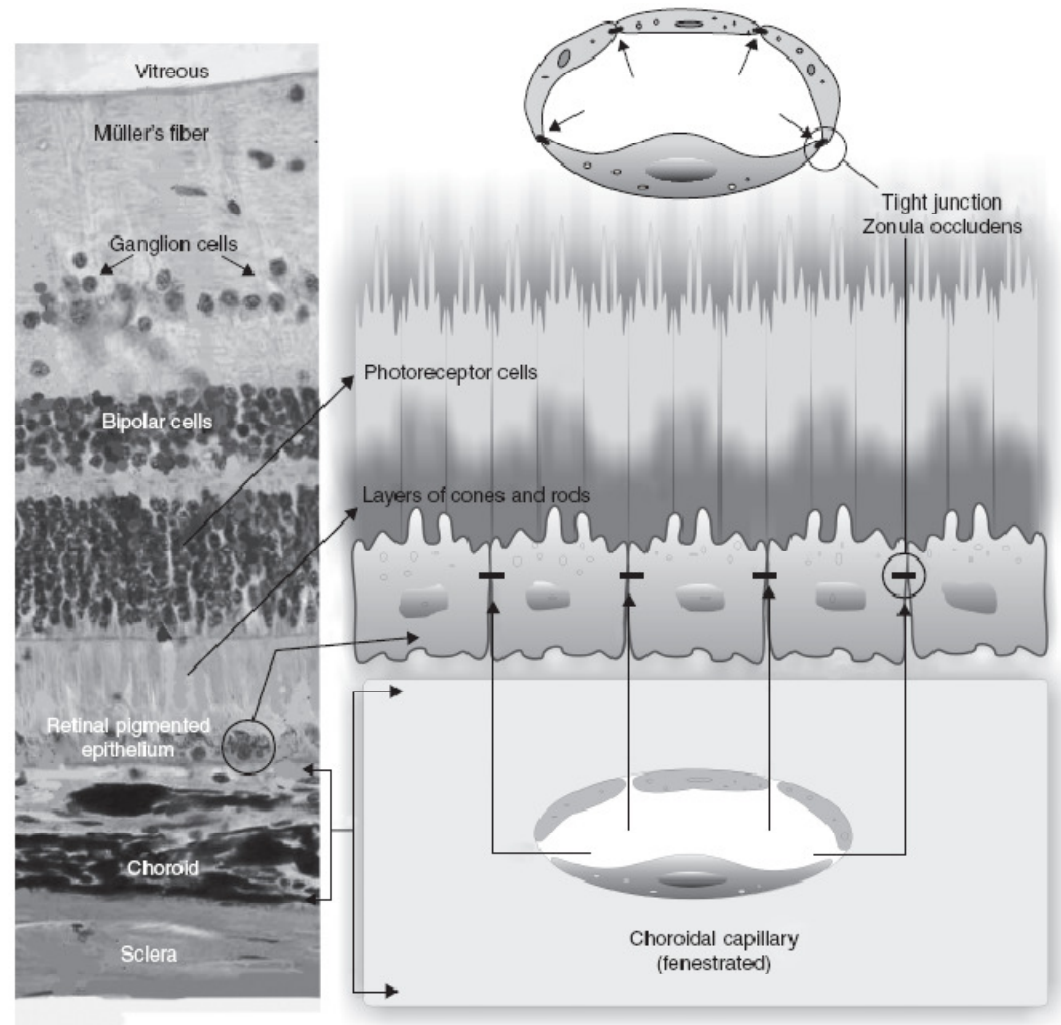 Vitreous
Müller's fiber
Ganglion cells
Bipolar cells
Retinal pigmented
epithelium
Choroid
Sclera
Tight junction
Zonula occludens
Photoreceptor cells
Layers of cones and rods
Choroidal capillary
(fenestrated)